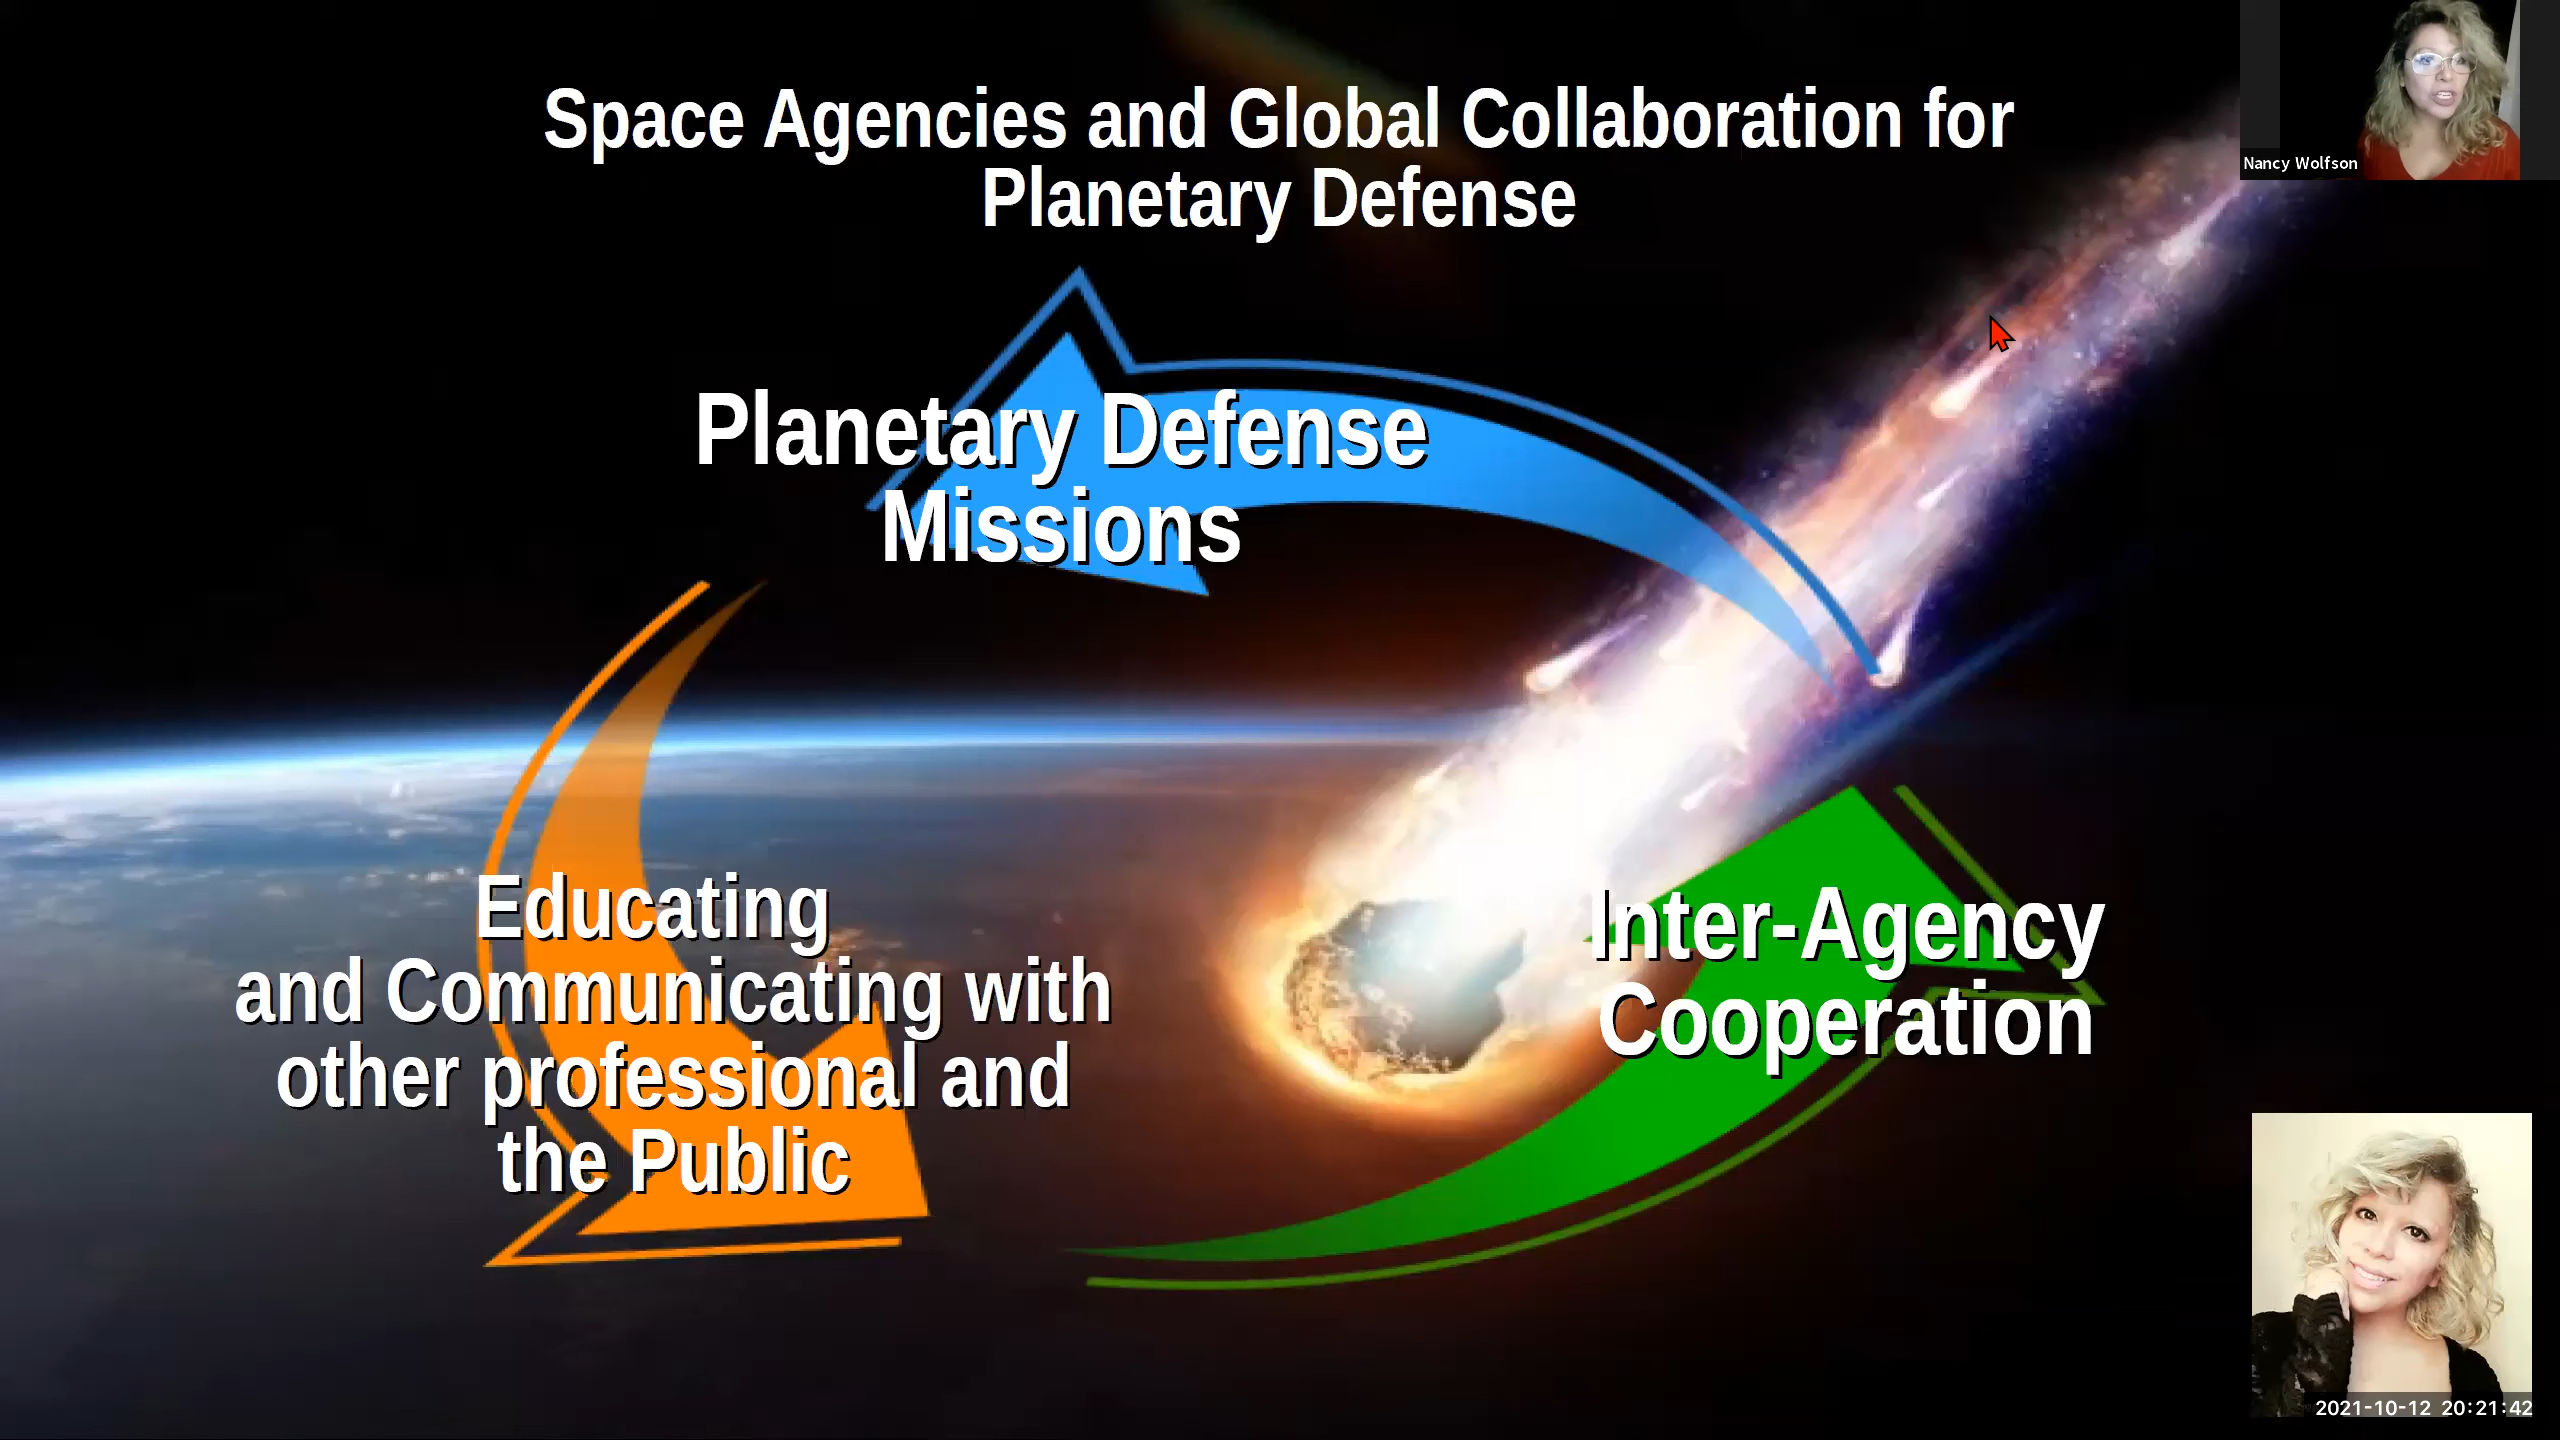 Space Agencies and Global Collaboration for
Planetary Defense
Nancy Wolfson
Planetary Defense
Missions
Educating
and Communicating with
other professional and
the Public
Inter-Agency
Cooperation
2021-10-12 20:21:42